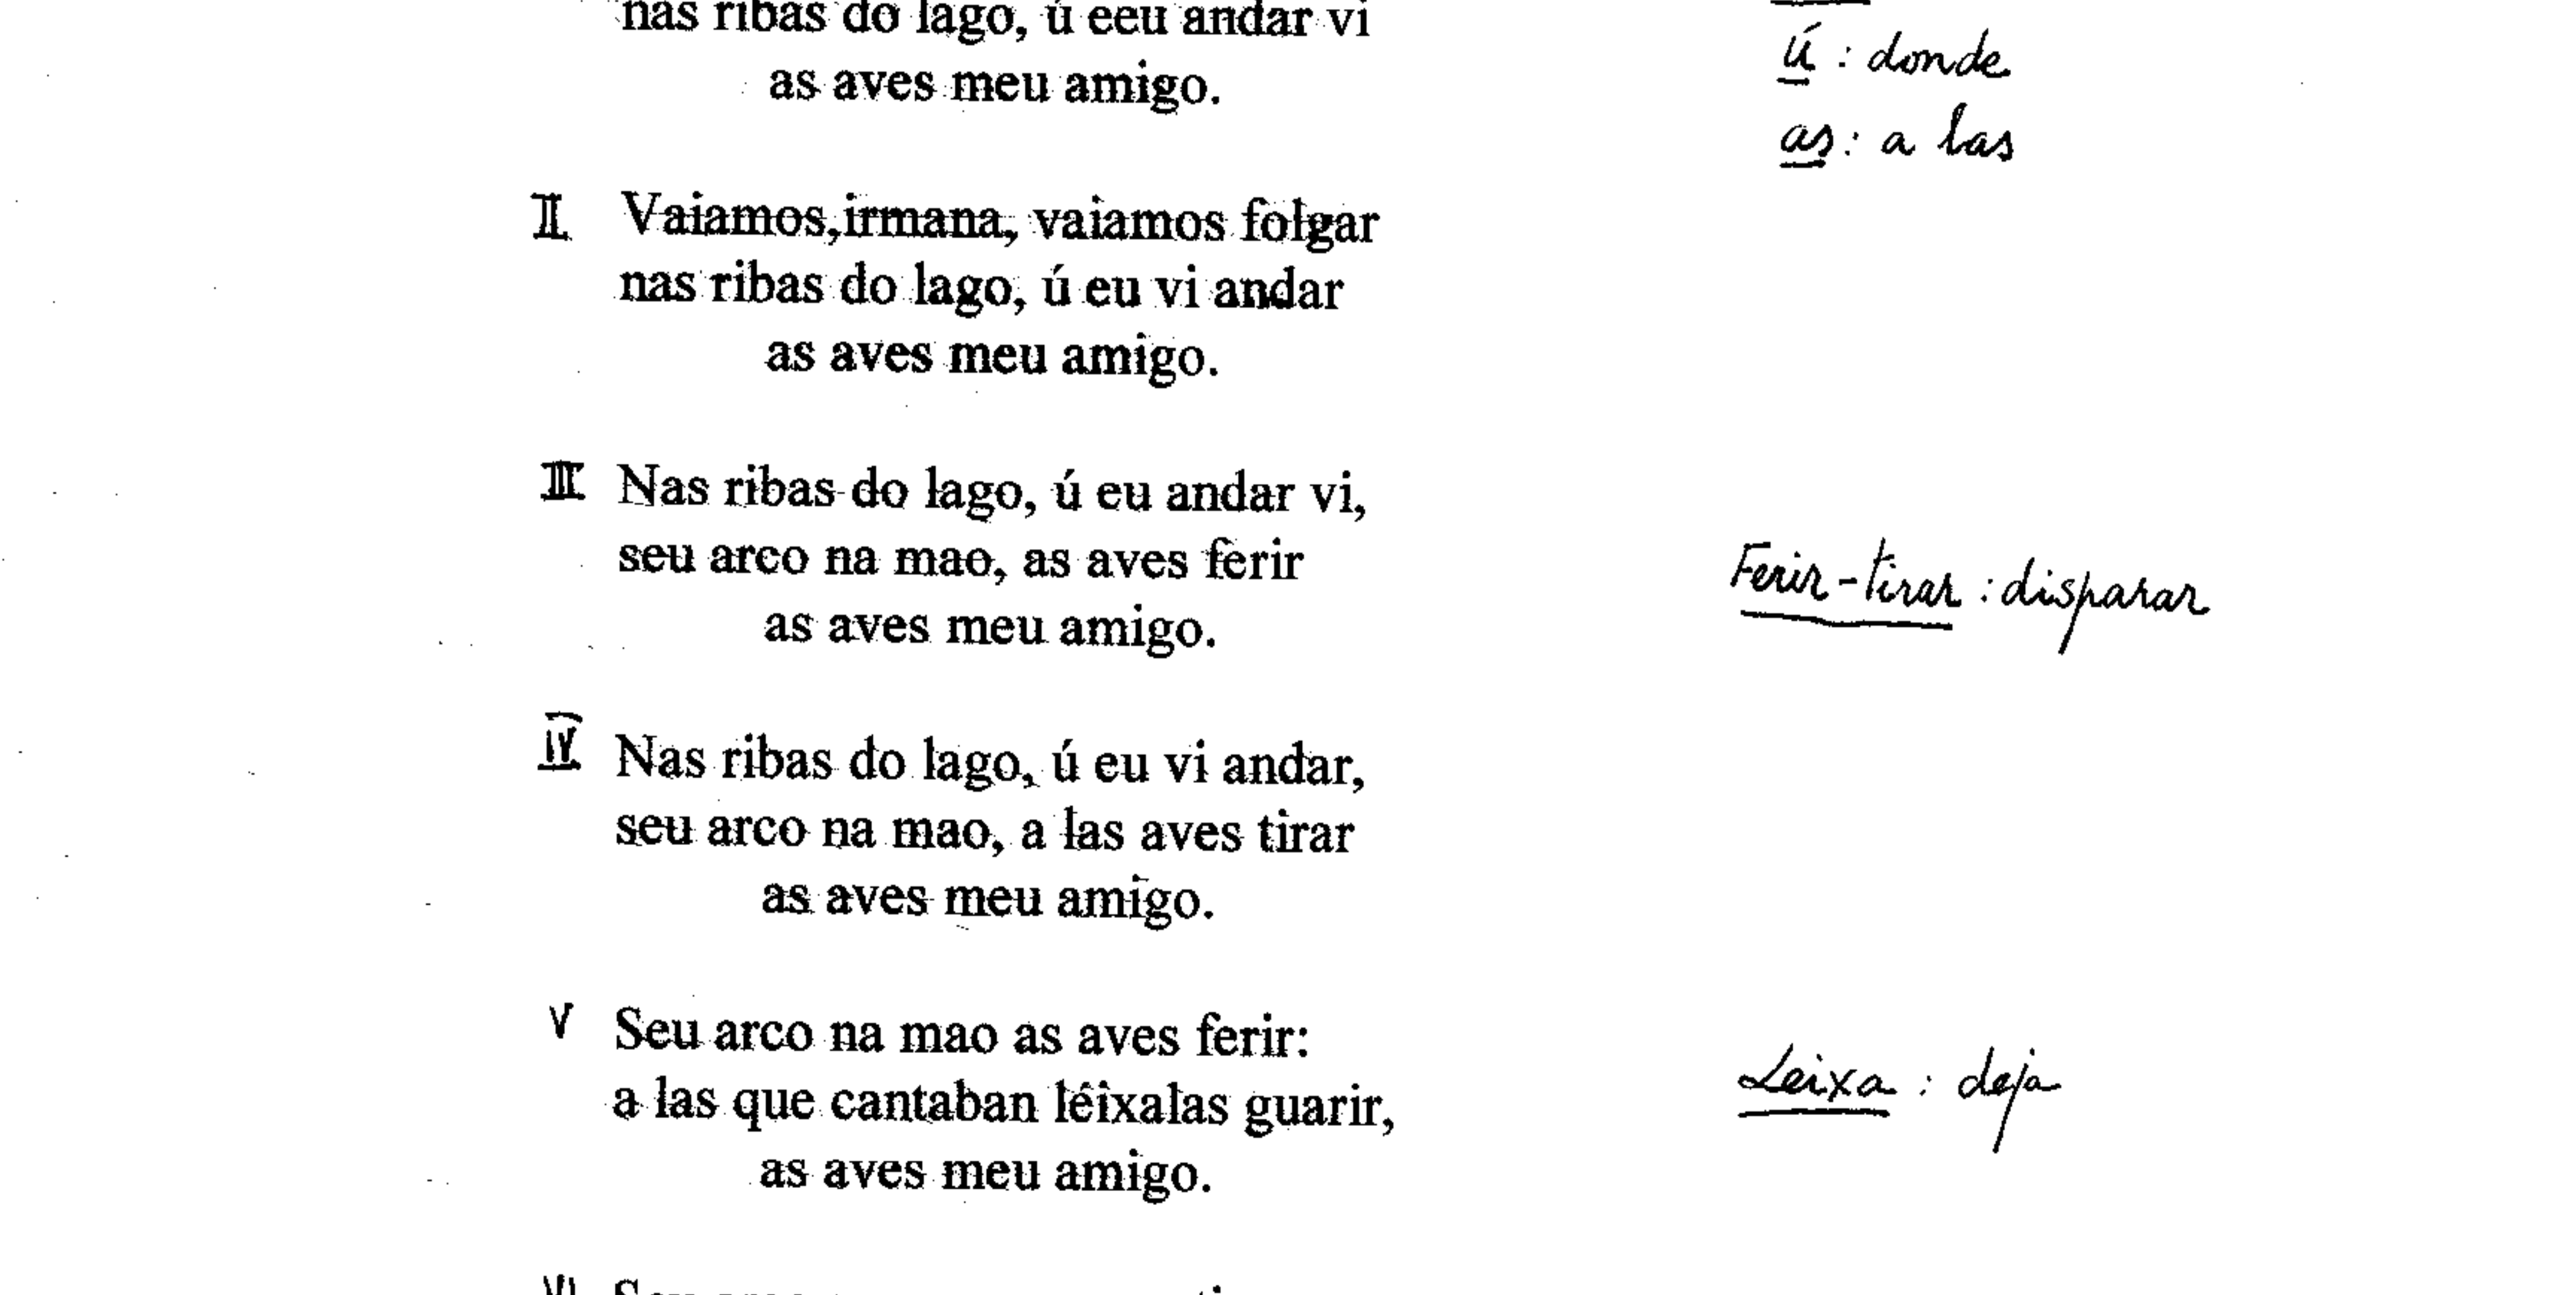 nas ribas do lago, ú eeu andar vi
as aves meu amigo.
ú : donde
as : a las
II Vaiamos,irmana, vaiamos folgar
nas ribas do lago, ú eu vi andar
as aves meu amigo.
III Nas ribas do lago, ú eu andar vi,
seu arco na mao, as aves ferir
as aves meu amigo.
Ferir-tirar : disparar
IV Nas ribas do lago, ú eu vi andar,
seu arco na mao, a las aves tirar
as aves meu amigo.
V Seu arco na mao as aves ferir:
a las que cantaban léixalas guarir,
as aves meu amigo.
Leixa : deja
VI